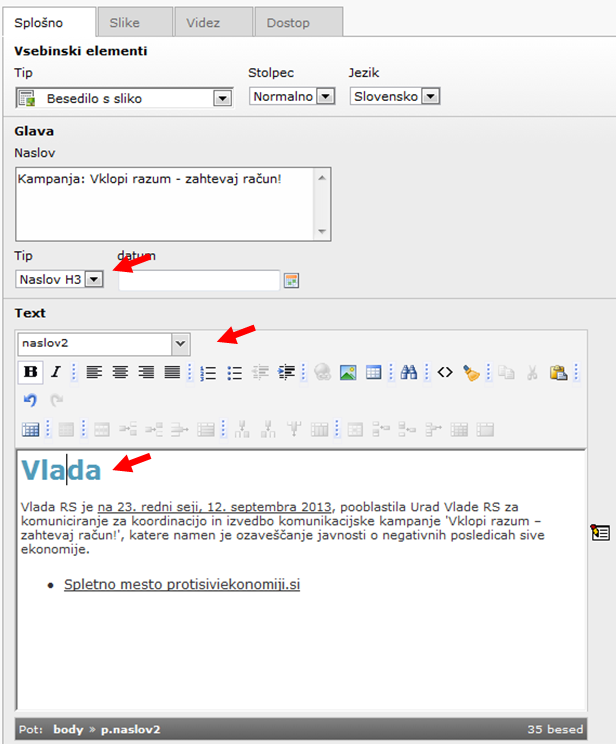 Splošno Slike Videz Dostop
Vsebinski elementi
Tip Stolpec Jezik
Besedilo s sliko Normalno Slovensko
Glava
Naslov
Kampanja: Vklopi razum - zahtevaj račun!
Tip datum
Naslov H3
Text
naslov2
B I
Vlada
Vlada RS je na 23. redni seji, 12. septembra 2013, pooblastila Urad Vlade RS za
komuniciranje za koordinacijo in izvedbo komunikacijske kampanje 'Vklopi razum –
zahtevaj račun!', katere namen je ozaveščanje javnosti o negativnih posledicah sive
ekonomije.
• Spletno mesto protisiviekonomiji.si
Pot: body » p.naslov2 35 besed